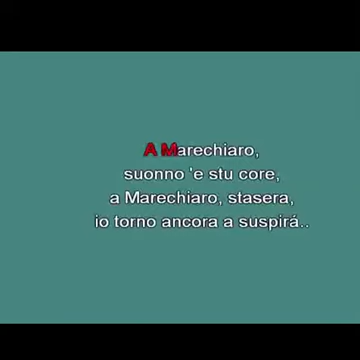 A Marechiaro,
suonno 'e stu core,
a Marechiaro, stasera,
io torno ancora a suspirá..